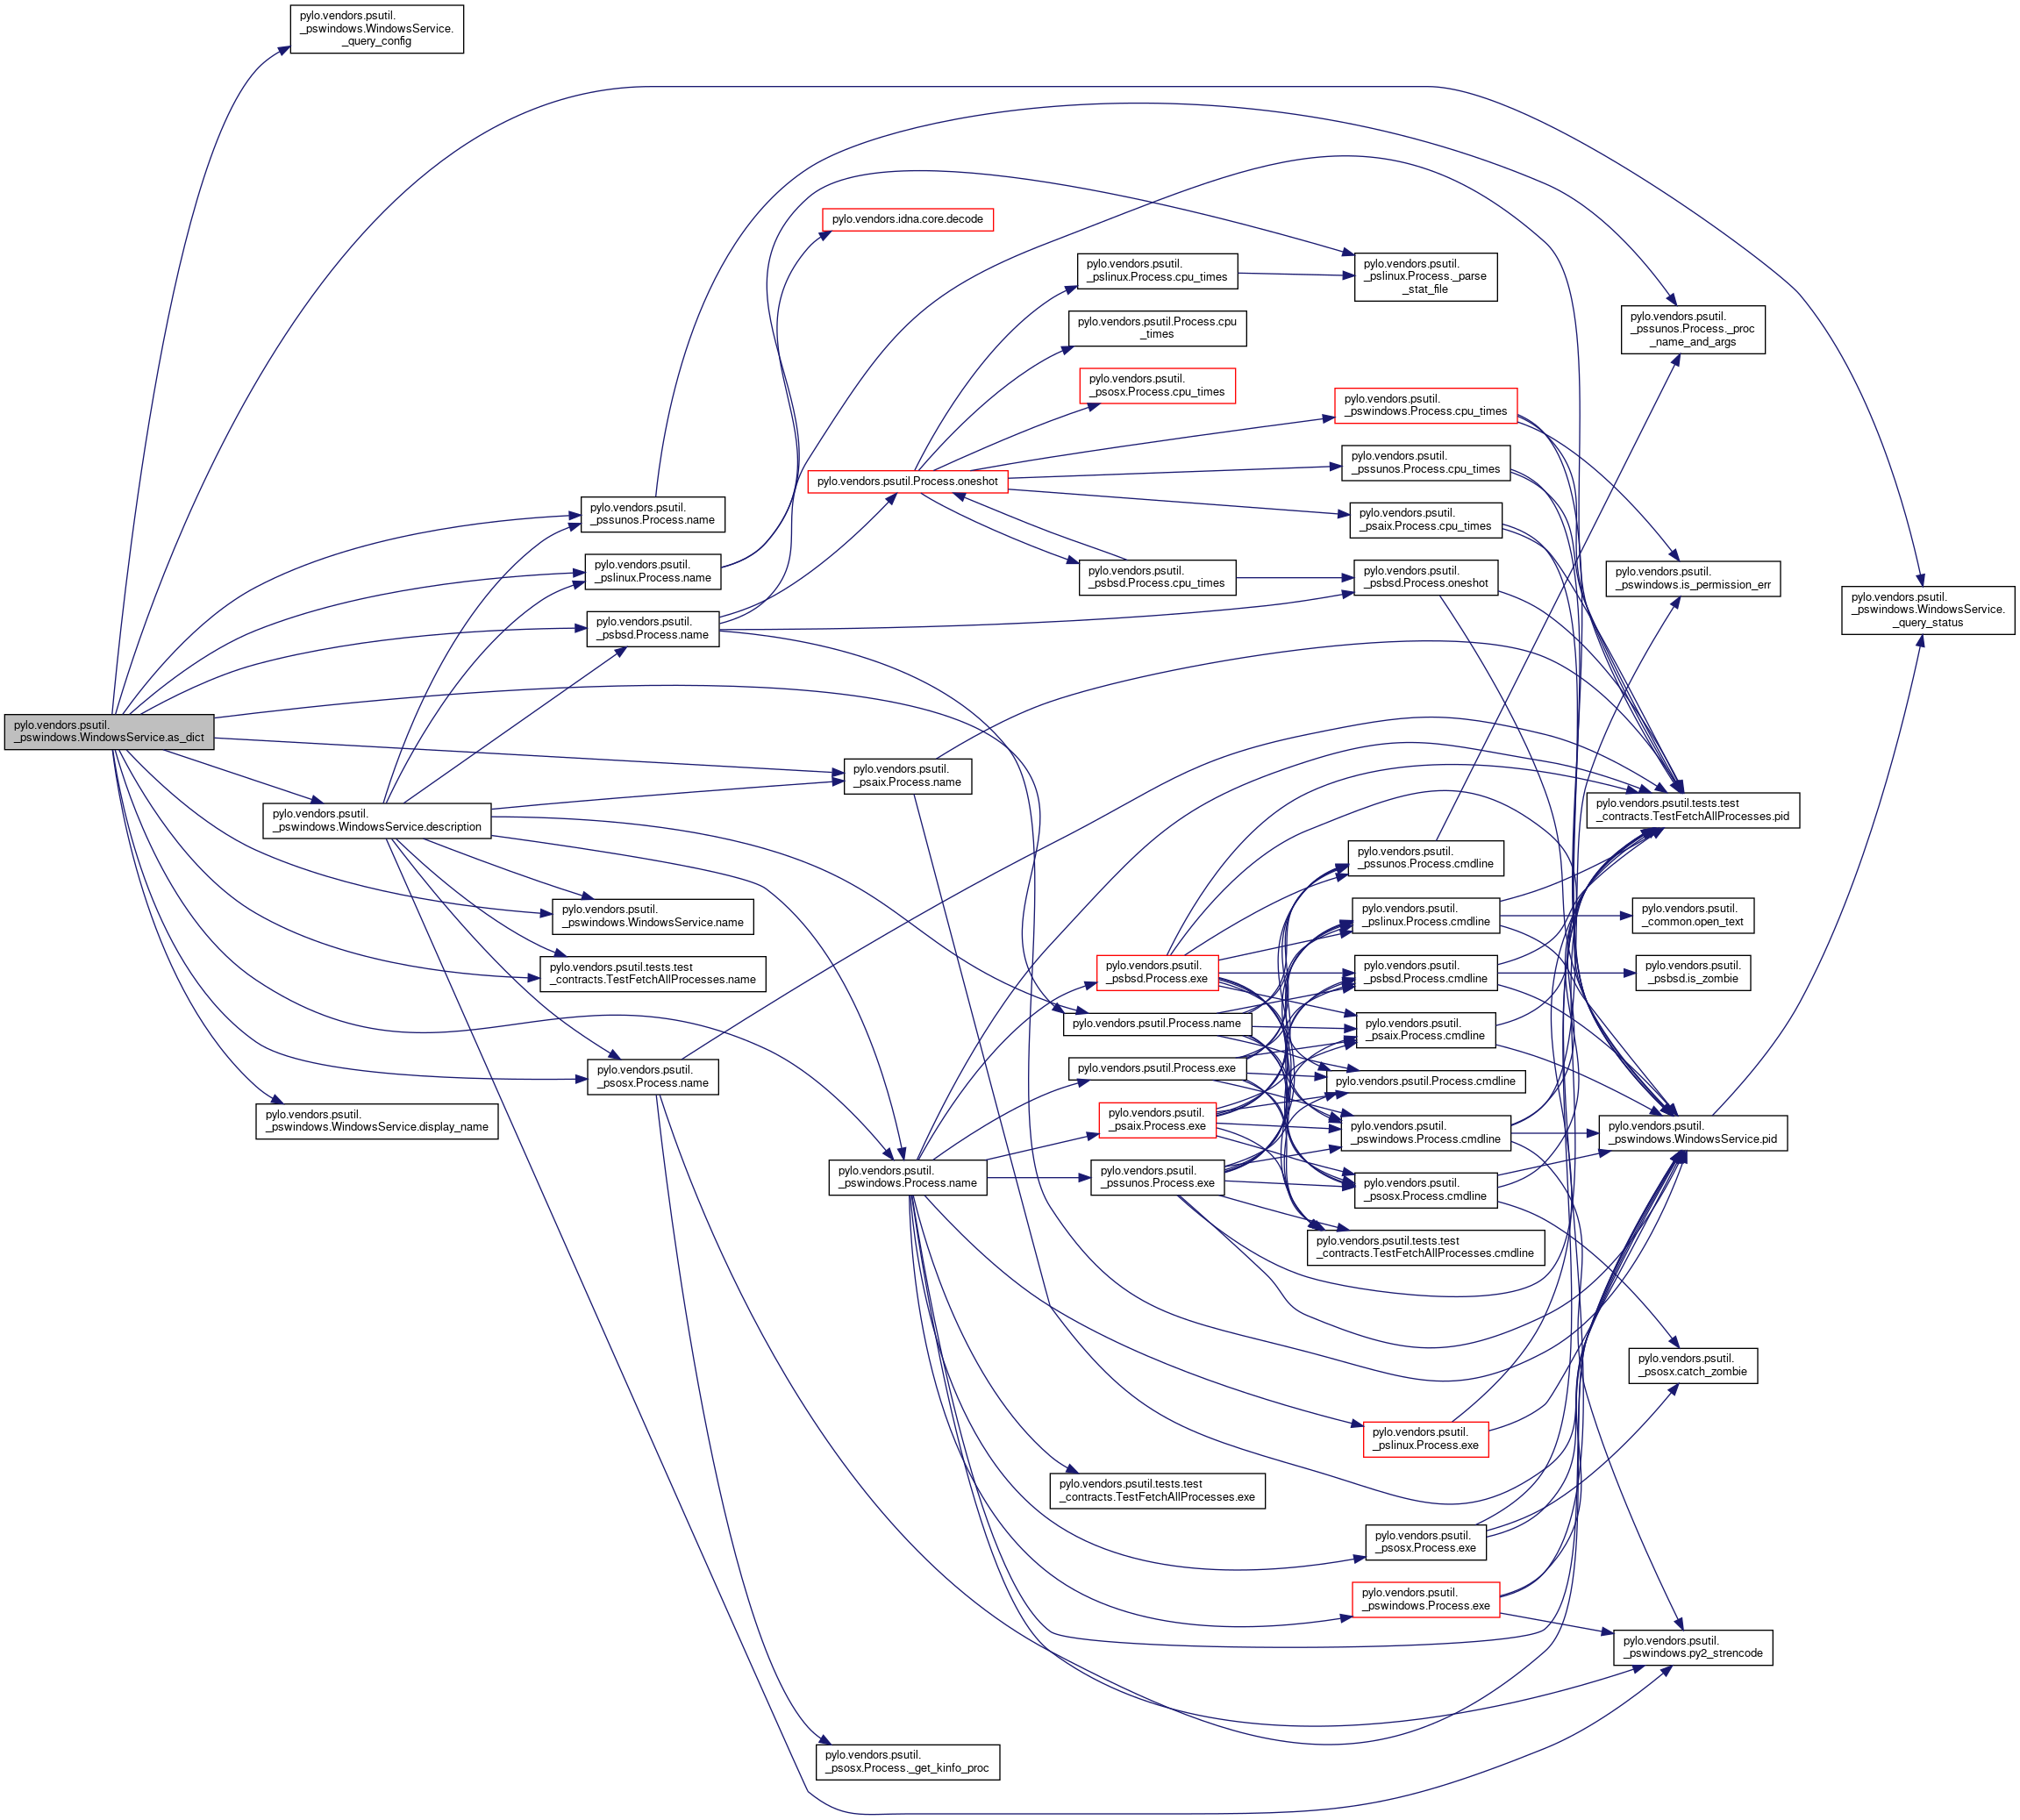 pylo.vendors.psutil.
_pswindows.WindowsService.
_query_config
pylo.vendors.idna.core.decode
pylo.vendors.psutil.
_pslinux.Process.cpu_times
pylo.vendors.psutil.
_pslinux.Process._parse
_stat_file
pylo.vendors.psutil.Process.cpu
_times
pylo.vendors.psutil.
_pssunos.Process._proc
_name_and_args
pylo.vendors.psutil.
_psosx.Process.cpu_times
pylo.vendors.psutil.
_pswindows.Process.cpu_times
pylo.vendors.psutil.
_pssunos.Process.cpu_times
pylo.vendors.psutil.Process.oneshot
pylo.vendors.psutil.
_pssunos.Process.name
pylo.vendors.psutil.
_psaix.Process.cpu_times
pylo.vendors.psutil.
_pslinux.Process.name
pylo.vendors.psutil.
_psbsd.Process.cpu_times
pylo.vendors.psutil.
_psbsd.Process.oneshot
pylo.vendors.psutil.
_pswindows.is_permission_err
pylo.vendors.psutil.
_pswindows.WindowsService.
_query_status
pylo.vendors.psutil.
_psbsd.Process.name
pylo.vendors.psutil.
_pswindows.WindowsService.as_dict
pylo.vendors.psutil.
_psaix.Process.name
pylo.vendors.psutil.tests.test
_contracts.TestFetchAllProcesses.pid
pylo.vendors.psutil.
_pswindows.WindowsService.description
pylo.vendors.psutil.
_pssunos.Process.cmdline
pylo.vendors.psutil.
_pswindows.WindowsService.name
pylo.vendors.psutil.
_pslinux.Process.cmdline
pylo.vendors.psutil.
_common.open_text
pylo.vendors.psutil.tests.test
_contracts.TestFetchAllProcesses.name
pylo.vendors.psutil.
_psbsd.Process.exe
pylo.vendors.psutil.
_psbsd.Process.cmdline
pylo.vendors.psutil.
_psbsd.is_zombie
pylo.vendors.psutil.Process.name
pylo.vendors.psutil.
_psaix.Process.cmdline
pylo.vendors.psutil.
_psosx.Process.name
pylo.vendors.psutil.Process.exe
pylo.vendors.psutil.Process.cmdline
pylo.vendors.psutil.
_pswindows.WindowsService.display_name
pylo.vendors.psutil.
_psaix.Process.exe
pylo.vendors.psutil.
_pswindows.Process.cmdline
pylo.vendors.psutil.
_pswindows.WindowsService.pid
pylo.vendors.psutil.
_pswindows.Process.name
pylo.vendors.psutil.
_pssunos.Process.exe
pylo.vendors.psutil.
_psosx.Process.cmdline
pylo.vendors.psutil.tests.test
_contracts.TestFetchAllProcesses.cmdline
pylo.vendors.psutil.
_psosx.catch_zombie
pylo.vendors.psutil.
_pslinux.Process.exe
pylo.vendors.psutil.tests.test
_contracts.TestFetchAllProcesses.exe
pylo.vendors.psutil.
_psosx.Process.exe
pylo.vendors.psutil.
_pswindows.Process.exe
pylo.vendors.psutil.
_pswindows.py2_strencode
pylo.vendors.psutil.
_psosx.Process._get_kinfo_proc